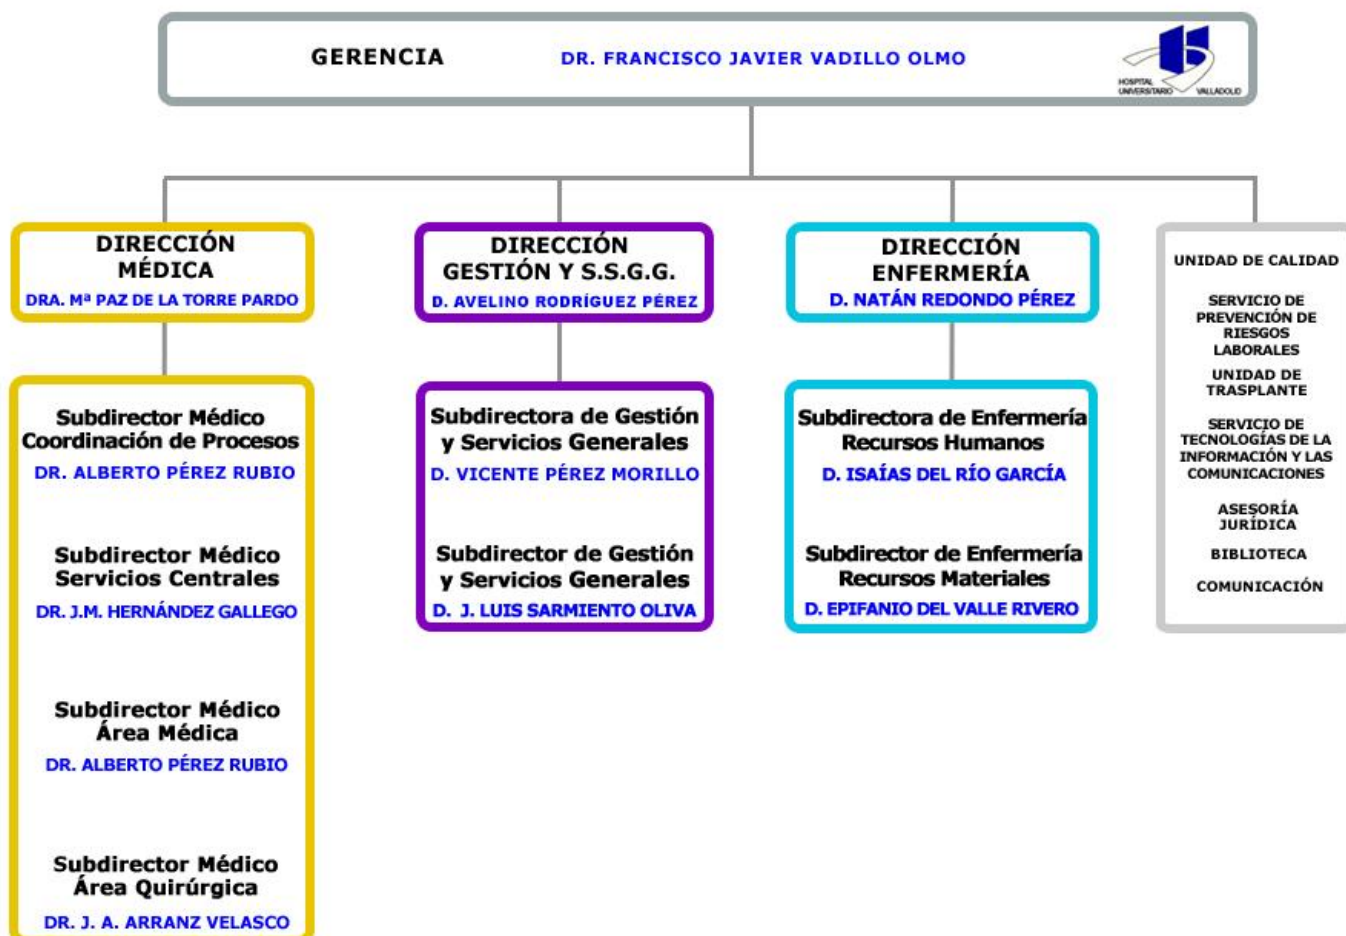 GERENCIA
DR. FRANCISCO JAVIER VADILLO OLMO
HOSPITAL
UNIVERSITARIO VALLADOLID
DIRECCIÓN
MÉDICA
DRA. Mª PAZ DE LA TORRE PARDO
Subdirector Médico
Coordinación de Procesos
DR. ALBERTO PÉREZ RUBIO
Subdirector Médico
Servicios Centrales
DR. J.M. HERNÁNDEZ GALLEGO
Subdirector Médico
Área Médica
DR. ALBERTO PÉREZ RUBIO
Subdirector Médico
Área Quirúrgica
DR. J. A. ARRANZ VELASCO
DIRECCIÓN
GESTIÓN Y S.S.G.G.
D. AVELINO RODRÍGUEZ PÉREZ
Subdirectora de Gestión
y Servicios Generales
D. VICENTE PÉREZ MORILLO
Subdirector de Gestión
y Servicios Generales
D. J. LUIS SARMIENTO OLIVA
DIRECCIÓN
ENFERMERÍA
D. NATÁN REDONDO PÉREZ
Subdirectora de Enfermería
Recursos Humanos
D. ISAÍAS DEL RÍO GARCÍA
Subdirector de Enfermería
Recursos Materiales
D. EPIFANIO DEL VALLE RIVERO
UNIDAD DE CALIDAD
SERVICIO DE
PREVENCIÓN DE
RIESGOS
LABORALES
UNIDAD DE
TRASPLANTE
SERVICIO DE
TECNOLOGÍAS DE LA
INFORMACIÓN Y LAS
COMUNICACIONES
ASESORÍA
JURÍDICA
BIBLIOTECA
COMUNICACIÓN